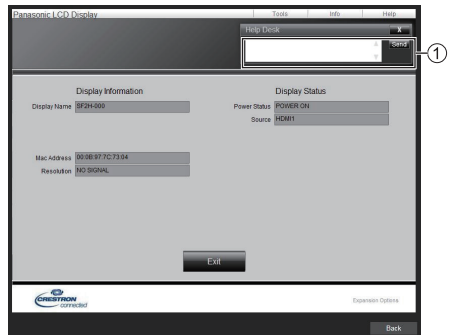 Panasonic LCD Display
Tools Info Help
Help Desk X
Send
1
Display Information
Display Status
Display Name SF2H-000
Power Status POWER ON
Source HDMI1
Mac Address 00:0B:97:7C:73:04
Resolution NO SIGNAL
Exit
CRESTRON
connected
Expansion Options
Back